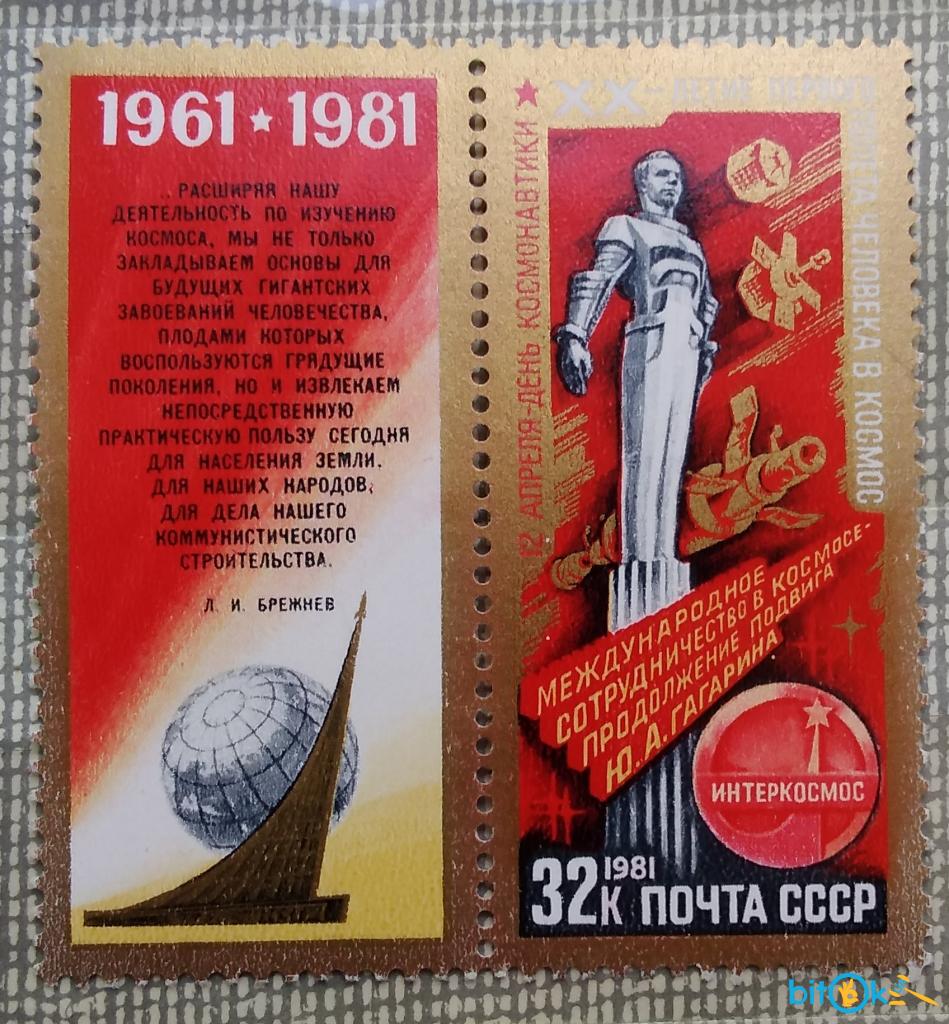 1961 ★ 1981
..РАСШИРЯЯ НАШУ
ДЕЯТЕЛЬНОСТЬ ПО ИЗУЧЕНИЮ
КОСМОСА, МЫ НЕ ТОЛЬКО
ЗАКЛАДЫВАЕМ ОСНОВЫ ДЛЯ
БУДУЩИХ ГИГАНТСКИХ
ЗАВОЕВАНИЙ ЧЕЛОВЕЧЕСТВА,
ПЛОДАМИ КОТОРЫХ
ВОСПОЛЬЗУЮТСЯ ГРЯДУЩИЕ
ПОКОЛЕНИЯ, НО И ИЗВЛЕКАЕМ
НЕПОСРЕДСТВЕННУЮ
ПРАКТИЧЕСКУЮ ПОЛЬЗУ СЕГОДНЯ
ДЛЯ НАСЕЛЕНИЯ ЗЕМЛИ,
ДЛЯ НАШИХ НАРОДОВ,
ДЛЯ ДЕЛА НАШЕГО
КОММУНИСТИЧЕСКОГО
СТРОИТЕЛЬСТВА.
Л. И. БРЕЖНЕВ
12 АПРЕЛЯ-ДЕНЬ КОСМОНАВТИКИ ★
XX-ЛЕТИЕ ПЕРВОГО
ПОЛЕТА ЧЕЛОВЕКА В КОСМОС
МЕЖДУНАРОДНОЕ
СОТРУДНИЧЕСТВО В КОСМОСЕ-
ПРОДОЛЖЕНИЕ ПОДВИГА
Ю. А. ГАГАРИНА
ИНТЕРКОСМОС
32К 1981 ПОЧТА СССР
bitOk